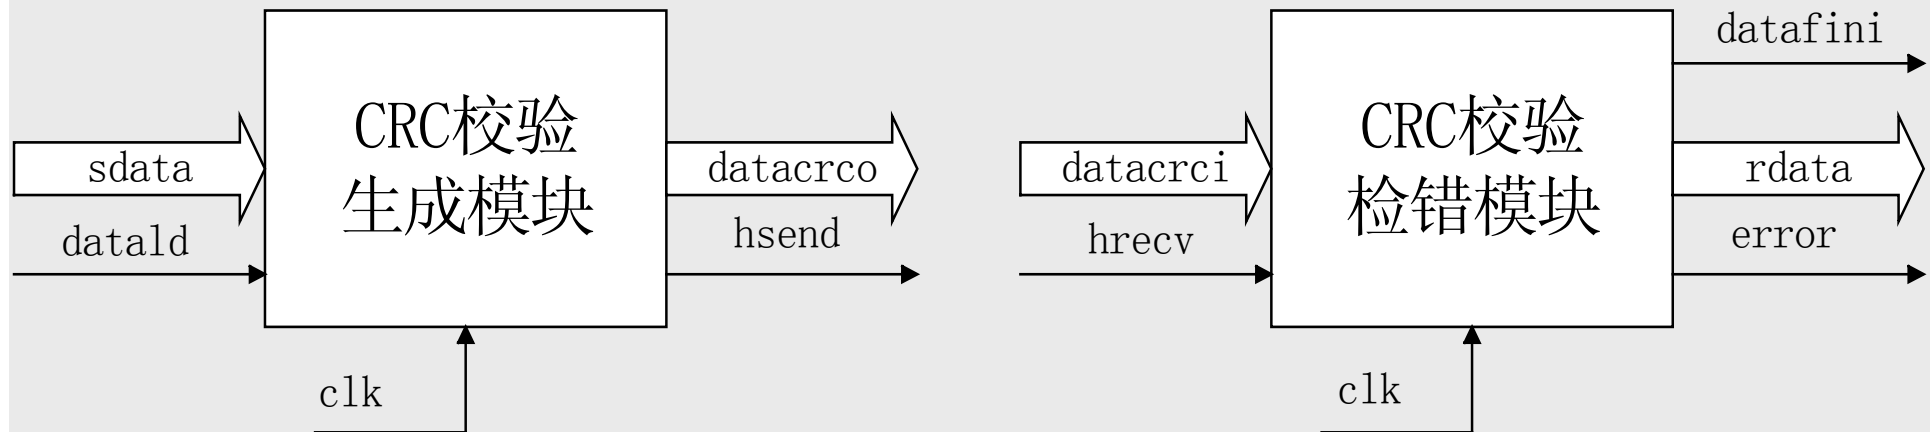 CRC校验
生成模块
sdata
datald
datacrco
hsend
clk
CRC校验
检错模块
datacrci
hrecv
datafini
rdata
error
clk